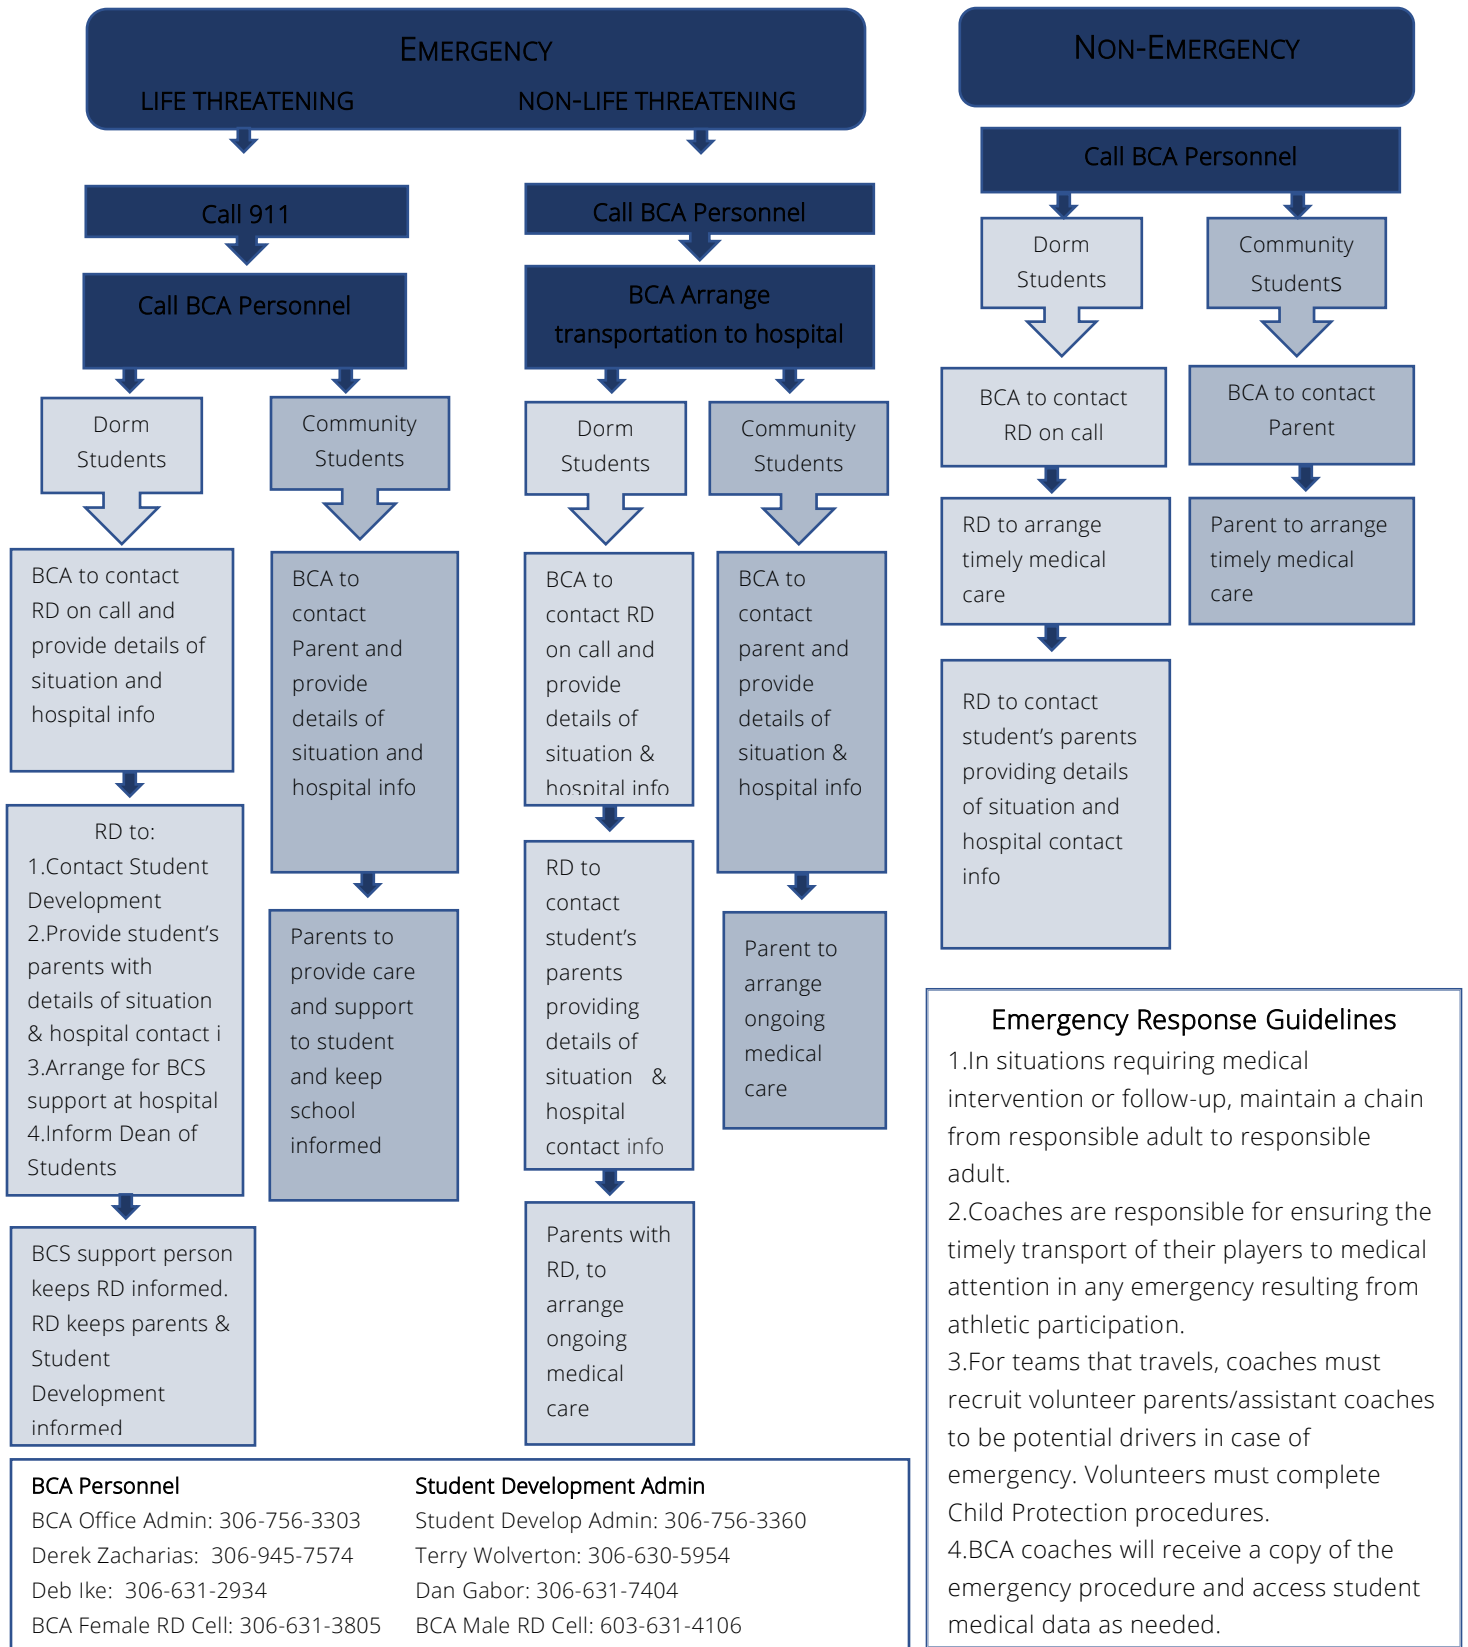 EMERGENCY
LIFE THREATENING
NON-LIFE THREATENING
Call 911
Call BCA Personnel
Dorm
Students
BCA to contact
RD on call and
provide details of
situation and
hospital info
RD to:
1.Contact Student
Development
2.Provide student's
parents with
details of situation
& hospital contact i
3.Arrange for BCS
support at hospital
4.Inform Dean of
Students
BCS support person
keeps RD informed.
RD keeps parents &
Student
Development
informed
Community
Students
BCA to
contact
Parent and
provide
details of
situation and
hospital info
Parents to
provide care
and support
to student
and keep
school
informed
Call BCA Personnel
BCA Arrange
transportation to hospital
Dorm
Students
BCA to
contact RD
on call and
provide
details of
situation &
hospital info
RD to
contact
student's
parents
providing
details of
situation &
hospital
contact info
Parents with
RD, to
arrange
ongoing
medical
care
Community
Students
BCA to
contact
parent and
provide
details of
situation &
hospital info
Parent to
arrange
ongoing
medical
care
NON-EMERGENCY
Call BCA Personnel
Dorm
Students
BCA to contact
RD on call
RD to arrange
timely medical
care
RD to contact
student's parents
providing details
of situation and
hospital contact
info
Community
Students
BCA to contact
Parent
Parent to arrange
timely medical
care
Emergency Response Guidelines
1.In situations requiring medical
intervention or follow-up, maintain a chain
from responsible adult to responsible
adult.
2.Coaches are responsible for ensuring the
timely transport of their players to medical
attention in any emergency resulting from
athletic participation.
3.For teams that travels, coaches must
recruit volunteer parents/assistant coaches
to be potential drivers in case of
emergency. Volunteers must complete
Child Protection procedures.
4.BCA coaches will receive a copy of the
emergency procedure and access student
medical data as needed.
BCA Personnel
BCA Office Admin: 306-756-3303
Derek Zacharias: 306-945-7574
Deb Ike: 306-631-2934
BCA Female RD Cell: 306-631-3805
Student Development Admin
Student Develop Admin: 306-756-3360
Terry Wolverton: 306-630-5954
Dan Gabor: 306-631-7404
BCA Male RD Cell: 603-631-4106